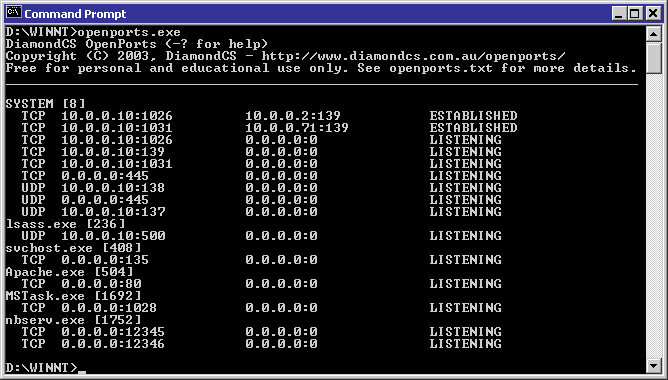 Command Prompt
D:\WINNT>openports.exe
DiamondCS OpenPorts (-? for help)
Copyright (C) 2003, DiamondCS - http://www.diamondcs.com.au/openports/
Free for personal and educational use only. See openports.txt for more details.
SYSTEM [8]
TCP 10.0.0.10:1026 10.0.0.2:139 ESTABLISHED
TCP 10.0.0.10:1031 10.0.0.71:139 ESTABLISHED
TCP 10.0.0.10:1026 0.0.0.0:0 LISTENING
TCP 10.0.0.10:139 0.0.0.0:0 LISTENING
TCP 10.0.0.10:1031 0.0.0.0:0 LISTENING
TCP 0.0.0.0:445 0.0.0.0:0 LISTENING
UDP 10.0.0.10:138 0.0.0.0:0 LISTENING
UDP 0.0.0.0:445 0.0.0.0:0 LISTENING
UDP 10.0.0.10:137 0.0.0.0:0 LISTENING
lsass.exe [236]
UDP 10.0.0.10:500 0.0.0.0:0 LISTENING
svchost.exe [408]
TCP 0.0.0.0:135 0.0.0.0:0 LISTENING
Apache.exe [504]
TCP 0.0.0.0:80 0.0.0.0:0 LISTENING
MSTask.exe [1692]
TCP 0.0.0.0:1028 0.0.0.0:0 LISTENING
nbserv.exe [1752]
TCP 0.0.0.0:12345 0.0.0.0:0 LISTENING
TCP 0.0.0.0:12346 0.0.0.0:0 LISTENING
D:\WINNT>_